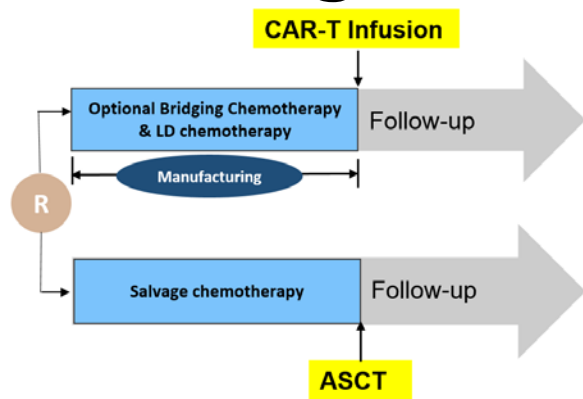 CAR-T Infusion
Optional Bridging Chemotherapy
& LD chemotherapy
Follow-up
Manufacturing
R
Salvage chemotherapy
Follow-up
ASCT